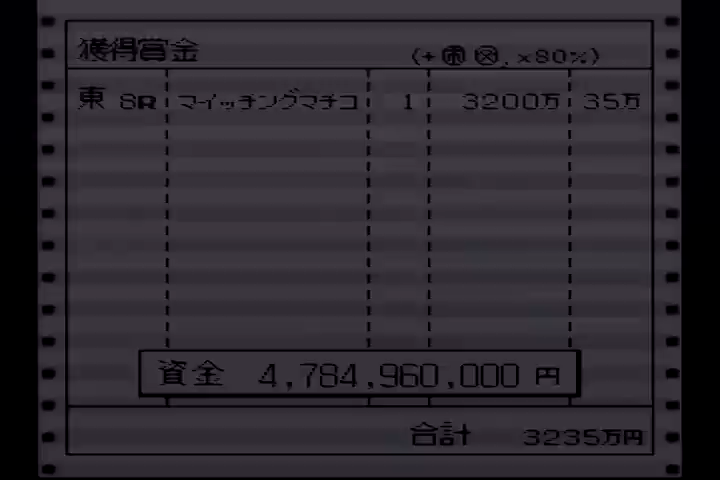 獲得賞金 (+ ,×80%)
東 8R マイッチングマチコ 1 3200万 35万
資金 4,784,960,000 円
合計 3235万円